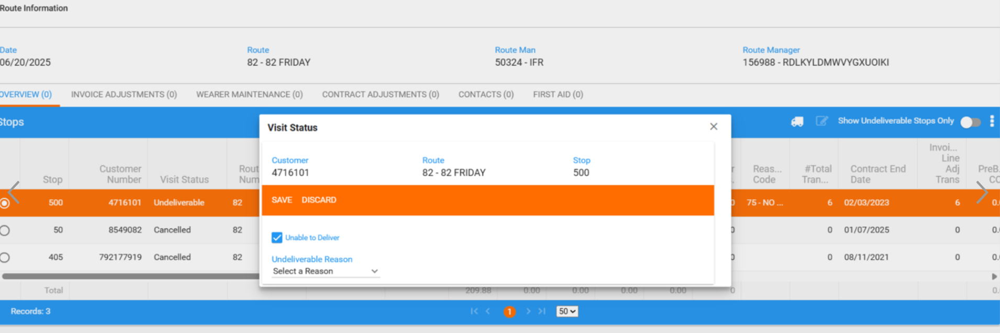 Route Information
Date Route Route Man Route Manager
06/20/2025 82 - 82 FRIDAY 50324 - IFR 156988 - RDLKYLDMWVYGXUOIKI
OVERVIEW (0) INVOICE ADJUSTMENTS (0) WEARER MAINTENANCE (0) CONTRACT ADJUSTMENTS (0) CONTACTS (0) FIRST AID (0)
Stops Show Undeliverable Stops Only
Visit Status
Customer Route Stop
4716101 82 - 82 FRIDAY 500
SAVE DISCARD
Unable to Deliver
Undeliverable Reason
Select a Reason
Stop
Customer
Number
Visit Status
Rout
Num
Reas...
Code
#Total
Tran...
Contract End
Date
Invoi...
Line
Adj
Trans
PreB
CC
500 4716101 Undeliverable 82 0 75 - NO ... 6 02/03/2023 6 0.
50 8549082 Cancelled 82 0 0 01/07/2025 0 0.
405 792177919 Cancelled 82 0 0 08/11/2021 0 0.
Total 209.88 0.00 0.00 0.00 0.00 0 0.
Records: 3 1 50